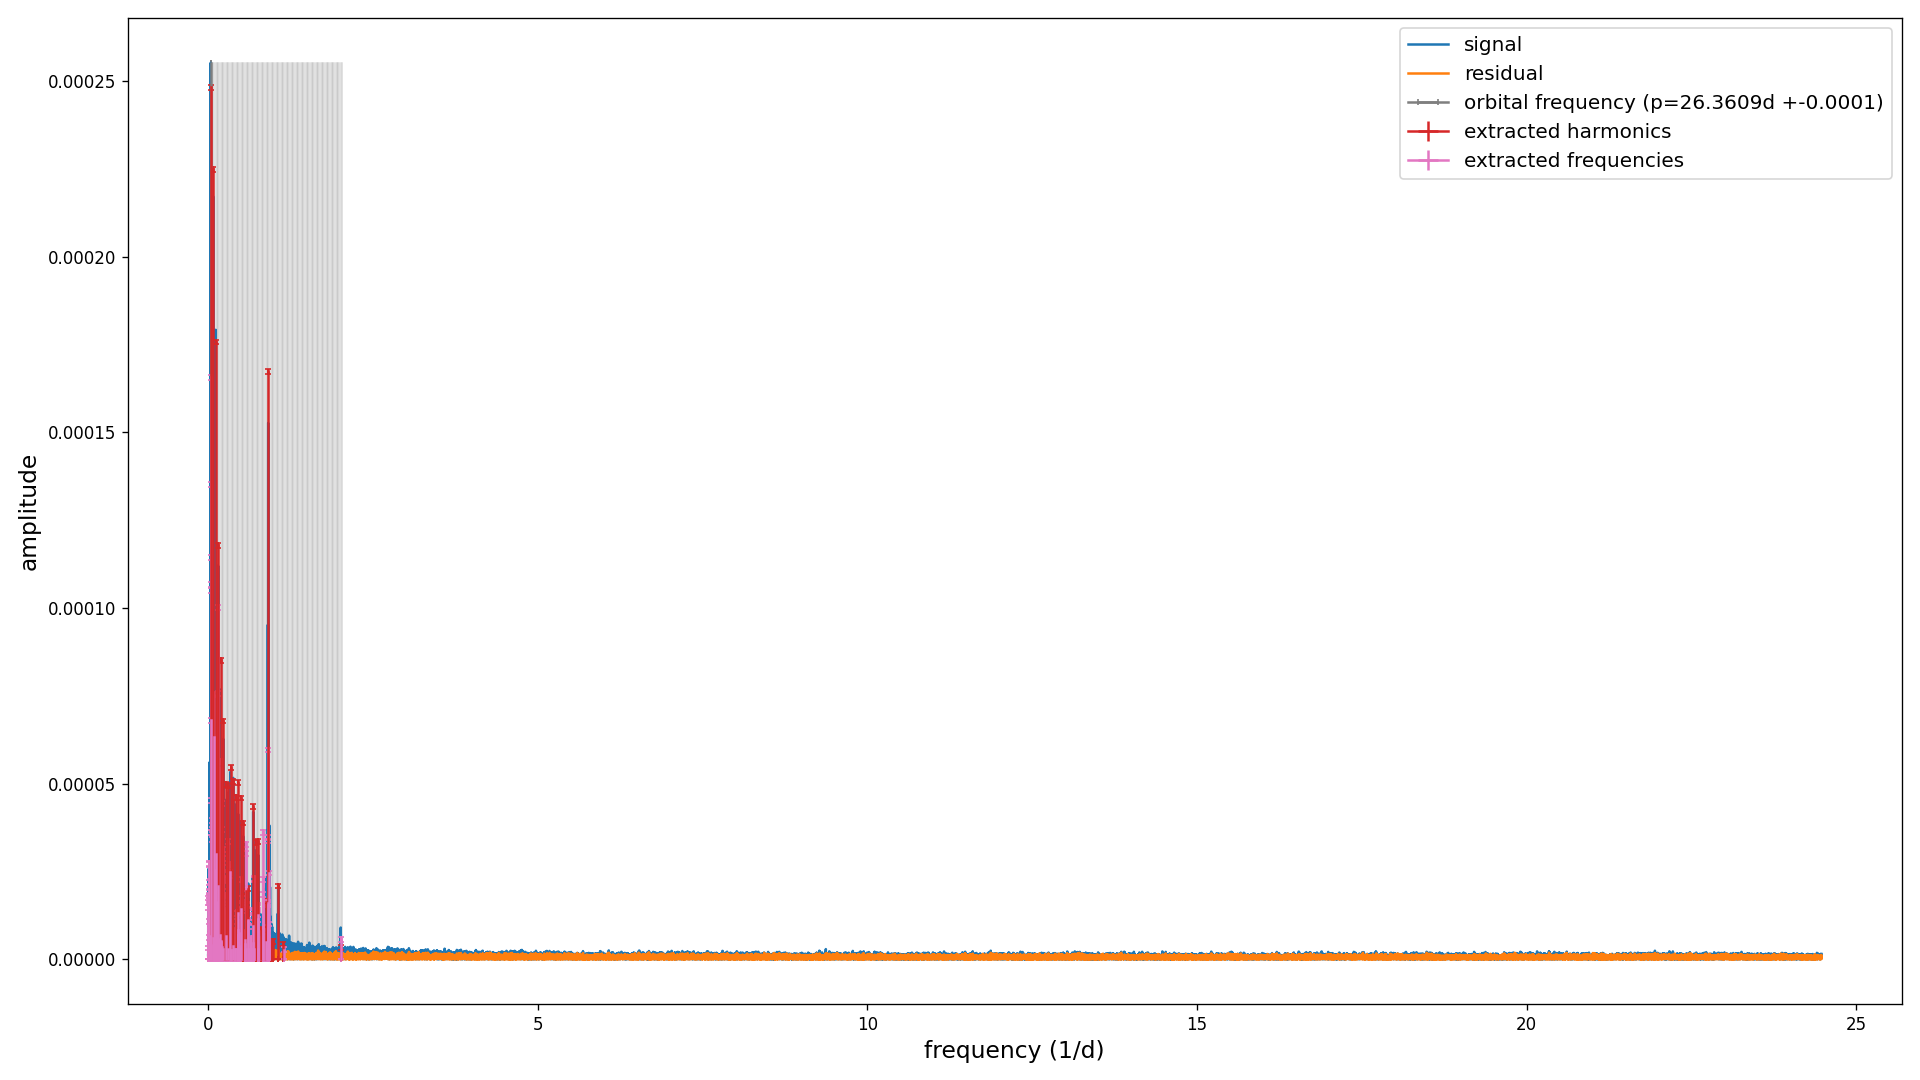 signal
residual
orbital frequency (p=26.3609d +-0.0001)
extracted harmonics
extracted frequencies
amplitude
0.00025
0.00020
0.00015
0.00010
0.00005
0.00000
0 5 10 15 20 25
frequency (1/d)